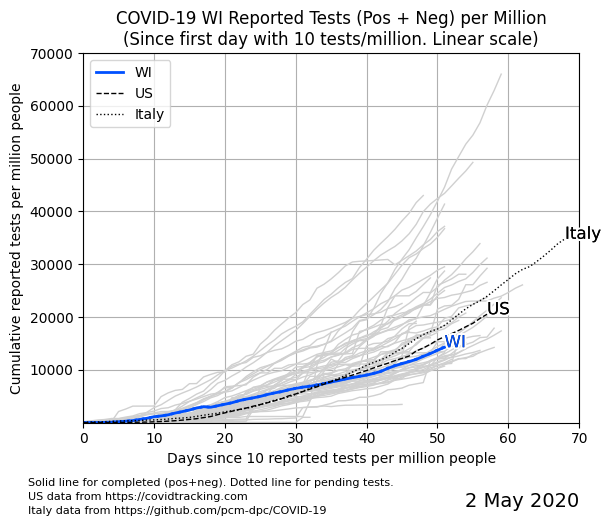 COVID-19 WI Reported Tests (Pos + Neg) per Million
(Since first day with 10 tests/million. Linear scale)
Cumulative reported tests per million people
70000
60000
50000
40000
30000
20000
10000
WI
US
Italy
Italy
US
WI
0 10 20 30 40 50 60 70
Days since 10 reported tests per million people
Solid line for completed (pos+neg). Dotted line for pending tests.
US data from https://covidtracking.com
Italy data from https://github.com/pcm-dpc/COVID-19
2 May 2020